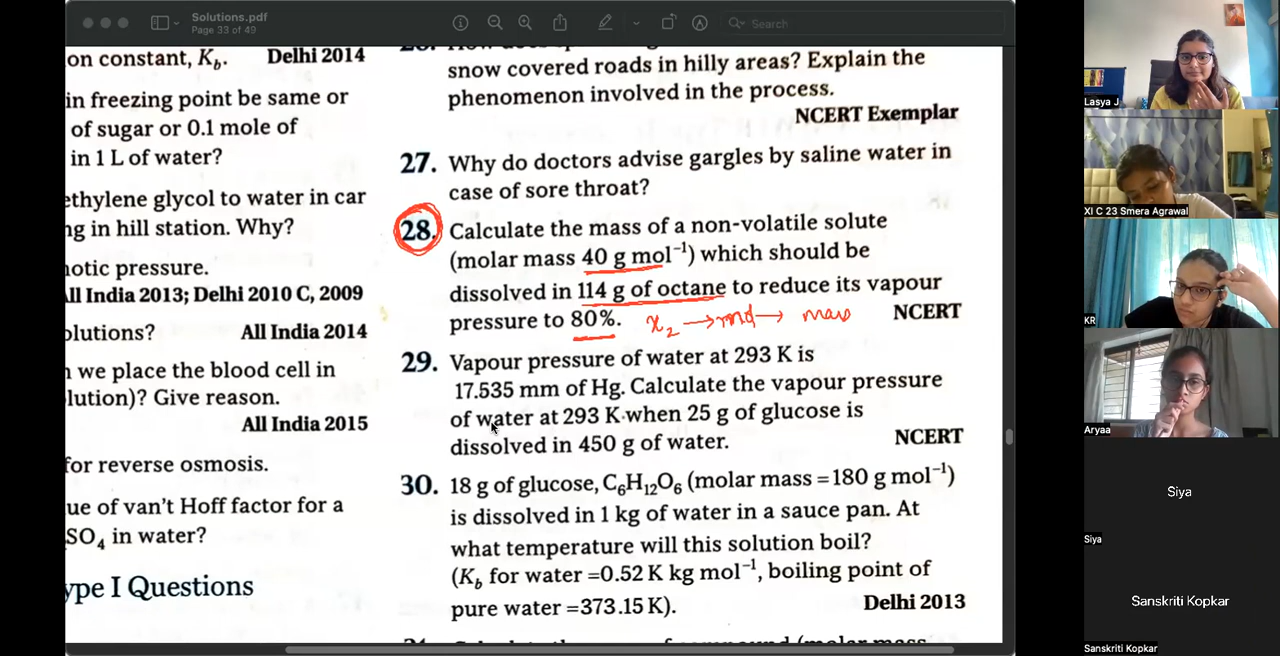 Solutions.pdf
Page 33 of 49
Search
on constant, Kb. Delhi 2014
in freezing point be same or
of sugar or 0.1 mole of
in 1 L of water?
ethylene glycol to water in car
ng in hill station. Why?
notic pressure.
ll India 2013; Delhi 2010 C, 2009
olutions? All India 2014
we place the blood cell in
lution)? Give reason.
All India 2015
for reverse osmosis.
ue of van't Hoff factor for a
SO4 in water?
ype I Questions
snow covered roads in hilly areas? Explain the
phenomenon involved in the process.
NCERT Exemplar
27. Why do doctors advise gargles by saline water in
case of sore throat?
28. Calculate the mass of a non-volatile solute
(molar mass 40 g mol⁻¹) which should be
dissolved in 114 g of octane to reduce its vapour
pressure to 80%. x₂ → mol → mass NCERT
29. Vapour pressure of water at 293 K is
17.535 mm of Hg. Calculate the vapour pressure
of water at 293 K when 25 g of glucose is
dissolved in 450 g of water. NCERT
30. 18 g of glucose, C₆H₁₂O₆ (molar mass = 180 g mol⁻¹)
is dissolved in 1 kg of water in a sauce pan. At
what temperature will this solution boil?
(Kb for water =0.52 K kg mol⁻¹, boiling point of
pure water =373.15 K). Delhi 2013
Lasya J
XI C 23 Smera Agrawal
KR
Aryaa
Siya
Siya
Sanskriti Kopkar
Sanskriti Kopkar